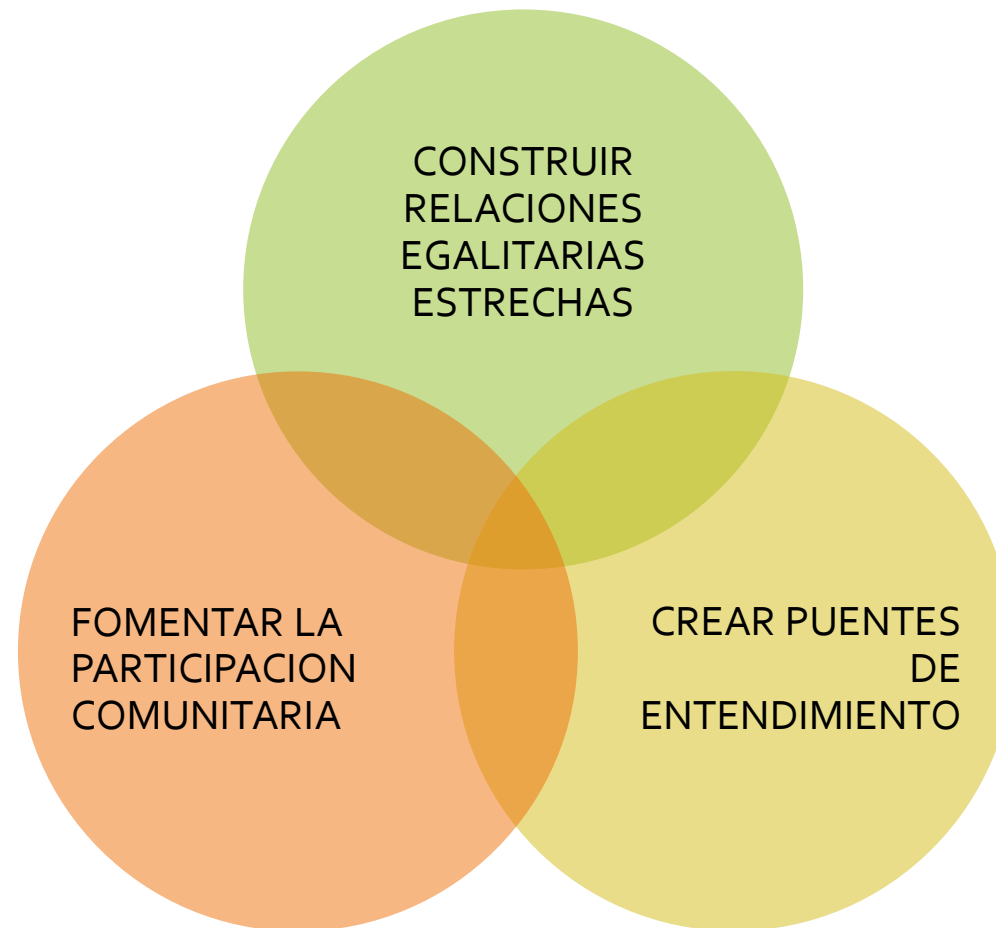 CONSTRUIR
RELACIONES
EGALITARIAS
ESTRECHAS
FOMENTAR LA
PARTICIPACION
COMUNITARIA
CREAR PUENTES
DE
ENTENDIMIENTO